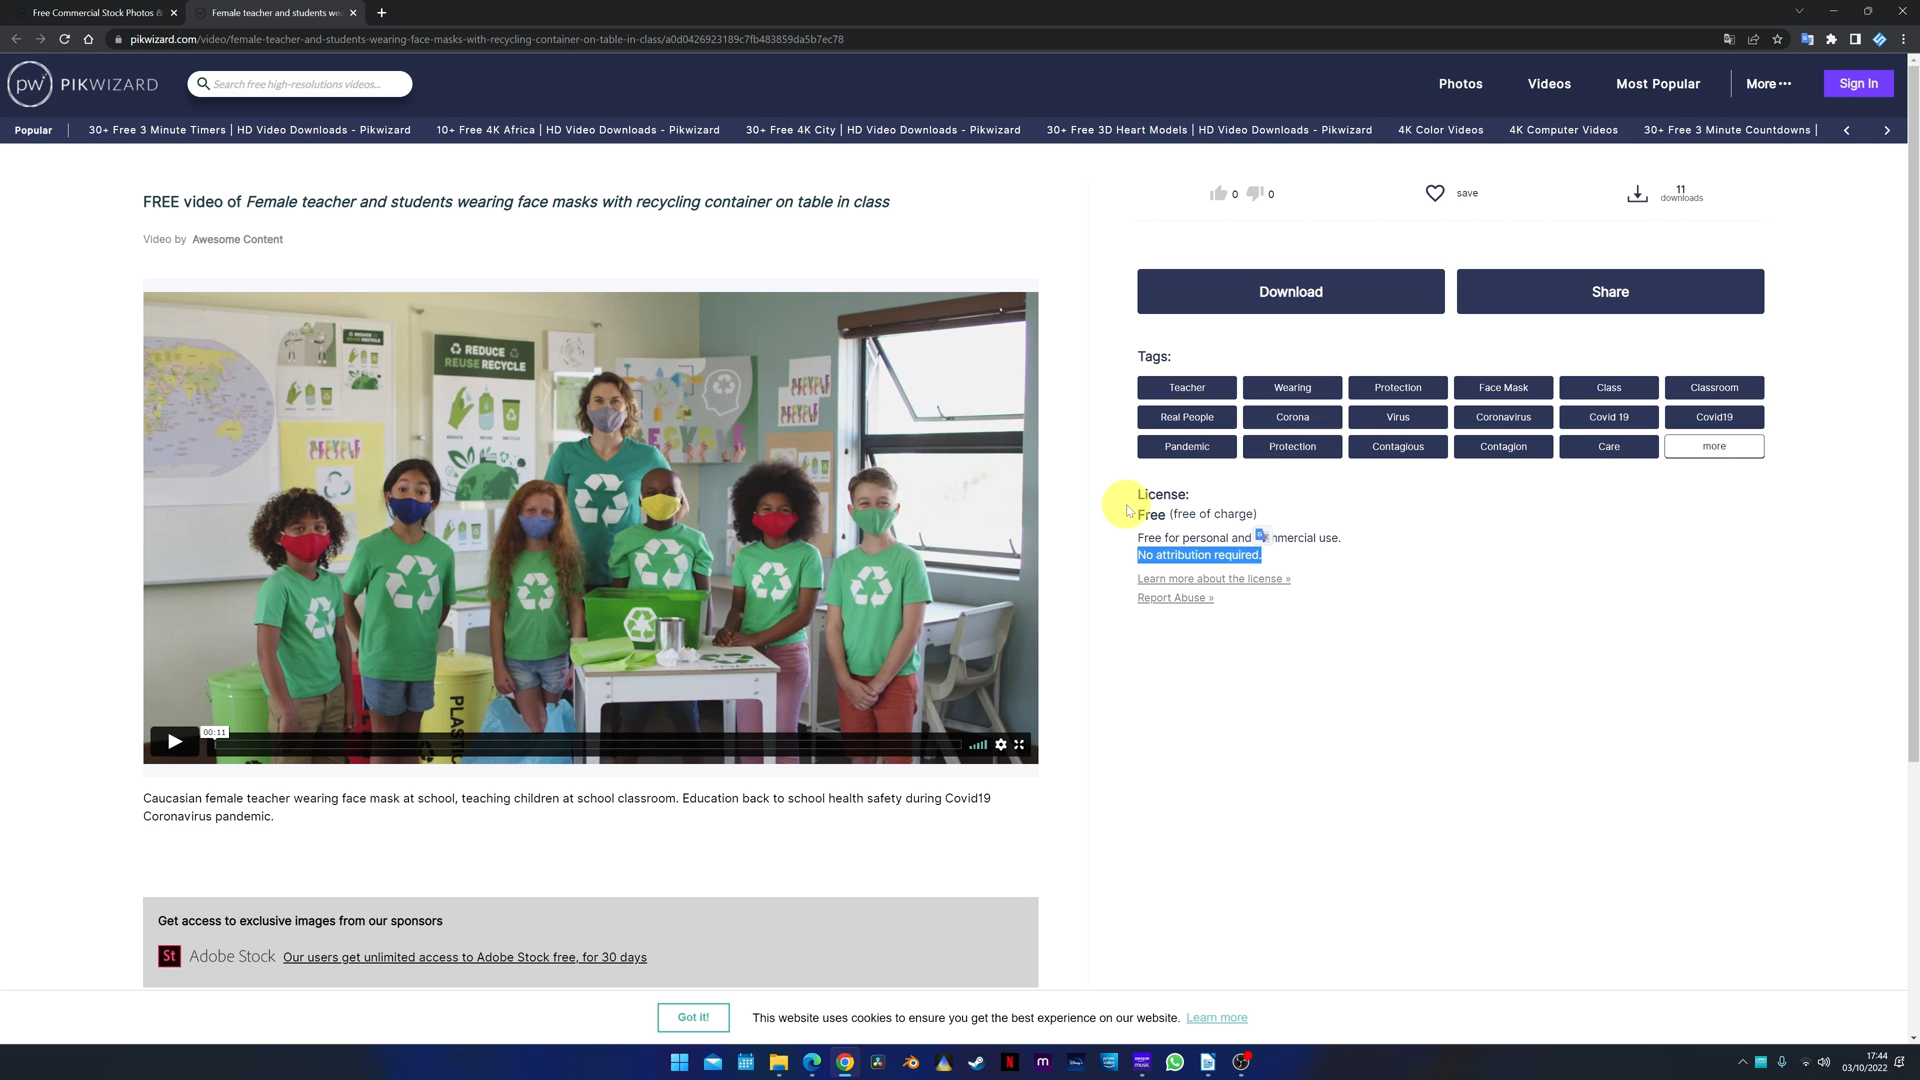 Free Commercial Stock Photos &
Female teacher and students we
pikwizard.com/video/female-teacher-and-students-wearing-face-masks-with-recycling-container-on-table-in-class/a0d0426923189c7fb483859da5b7ec78
pw PIKWIZARD
Search free high-resolutions videos...
Photos
Videos
Most Popular
More
Sign In
Popular
30+ Free 3 Minute Timers | HD Video Downloads - Pikwizard
10+ Free 4K Africa | HD Video Downloads - Pikwizard
30+ Free 4K City | HD Video Downloads - Pikwizard
30+ Free 3D Heart Models | HD Video Downloads - Pikwizard
4K Color Videos
4K Computer Videos
30+ Free 3 Minute Countdowns |
FREE video of Female teacher and students wearing face masks with recycling container on table in class
Video by Awesome Content
0
0
save
11
downloads
Download
Share
Tags:
Teacher
Wearing
Protection
Face Mask
Class
Classroom
Real People
Corona
Virus
Coronavirus
Covid 19
Covid19
Pandemic
Protection
Contagious
Contagion
Care
more
License:
Free (free of charge)
Free for personal and mmercial use.
No attribution required.
Learn more about the license »
Report Abuse »
REDUCE
REUSE RECYCLE
RECYCLE
PLASTIC
00:11
Caucasian female teacher wearing face mask at school, teaching children at school classroom. Education back to school health safety during Covid19
Coronavirus pandemic.
Get access to exclusive images from our sponsors
St Adobe Stock Our users get unlimited access to Adobe Stock free, for 30 days
Got it!
This website uses cookies to ensure you get the best experience on our website. Learn more
17:44
03/10/2022